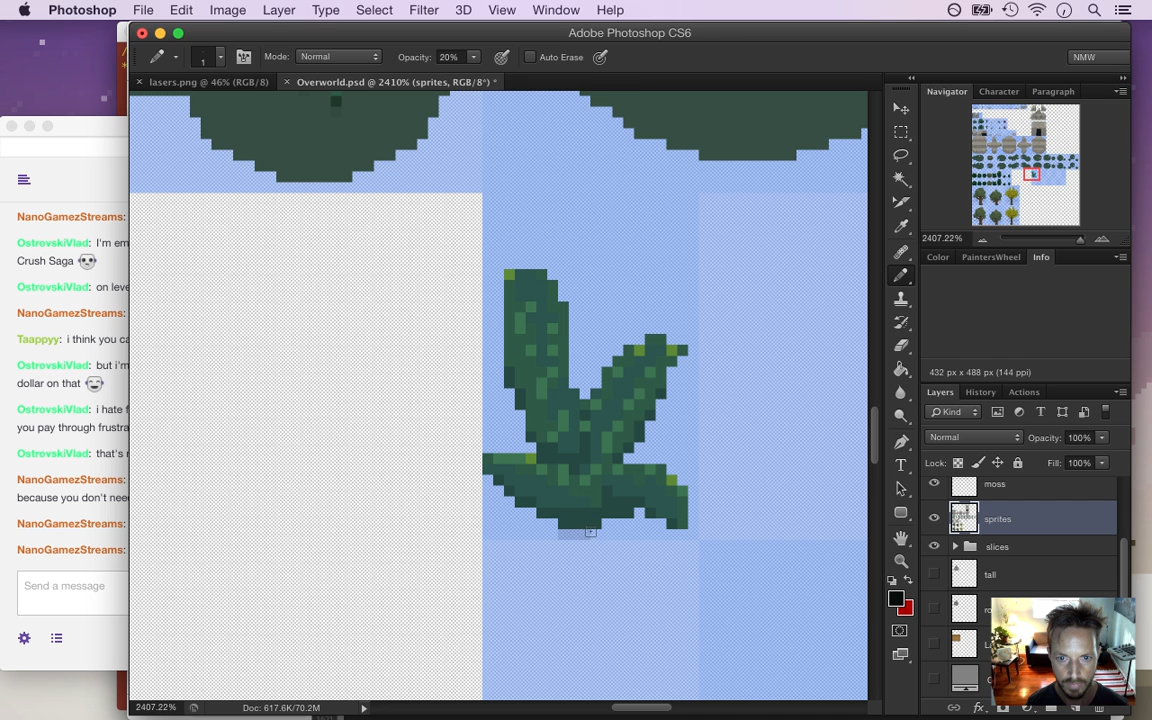 Photoshop File Edit Image Layer Type Select Filter 3D View Window Help
Adobe Photoshop CS6
1 Mode: Normal Opacity: 20% Auto Erase NMW
lasers.png @ 46% (RGB/8) Overworld.psd @ 2410% (sprites, RGB/8*) *
Navigator Character Paragraph
2407.22%
Color PaintersWheel Info
432 px x 488 px (144 ppi)
Layers History Actions
Kind
Normal Opacity: 100%
Lock: Fill: 100%
moss
sprites
slices
tall
NanoGamezStreams:
OstrovskiVlad: I'm em
Crush Saga
OstrovskiVlad: on leve
NanoGamezStreams:
Taappyy: i think you ca
OstrovskiVlad: but i'm
dollar on that
OstrovskiVlad: i hate f
you pay through frustra
OstrovskiVlad: that's r
NanoGamezStreams:
because you don't need
NanoGamezStreams:
NanoGamezStreams:
Send a message
2407.22% Doc: 617.6K/70.2M